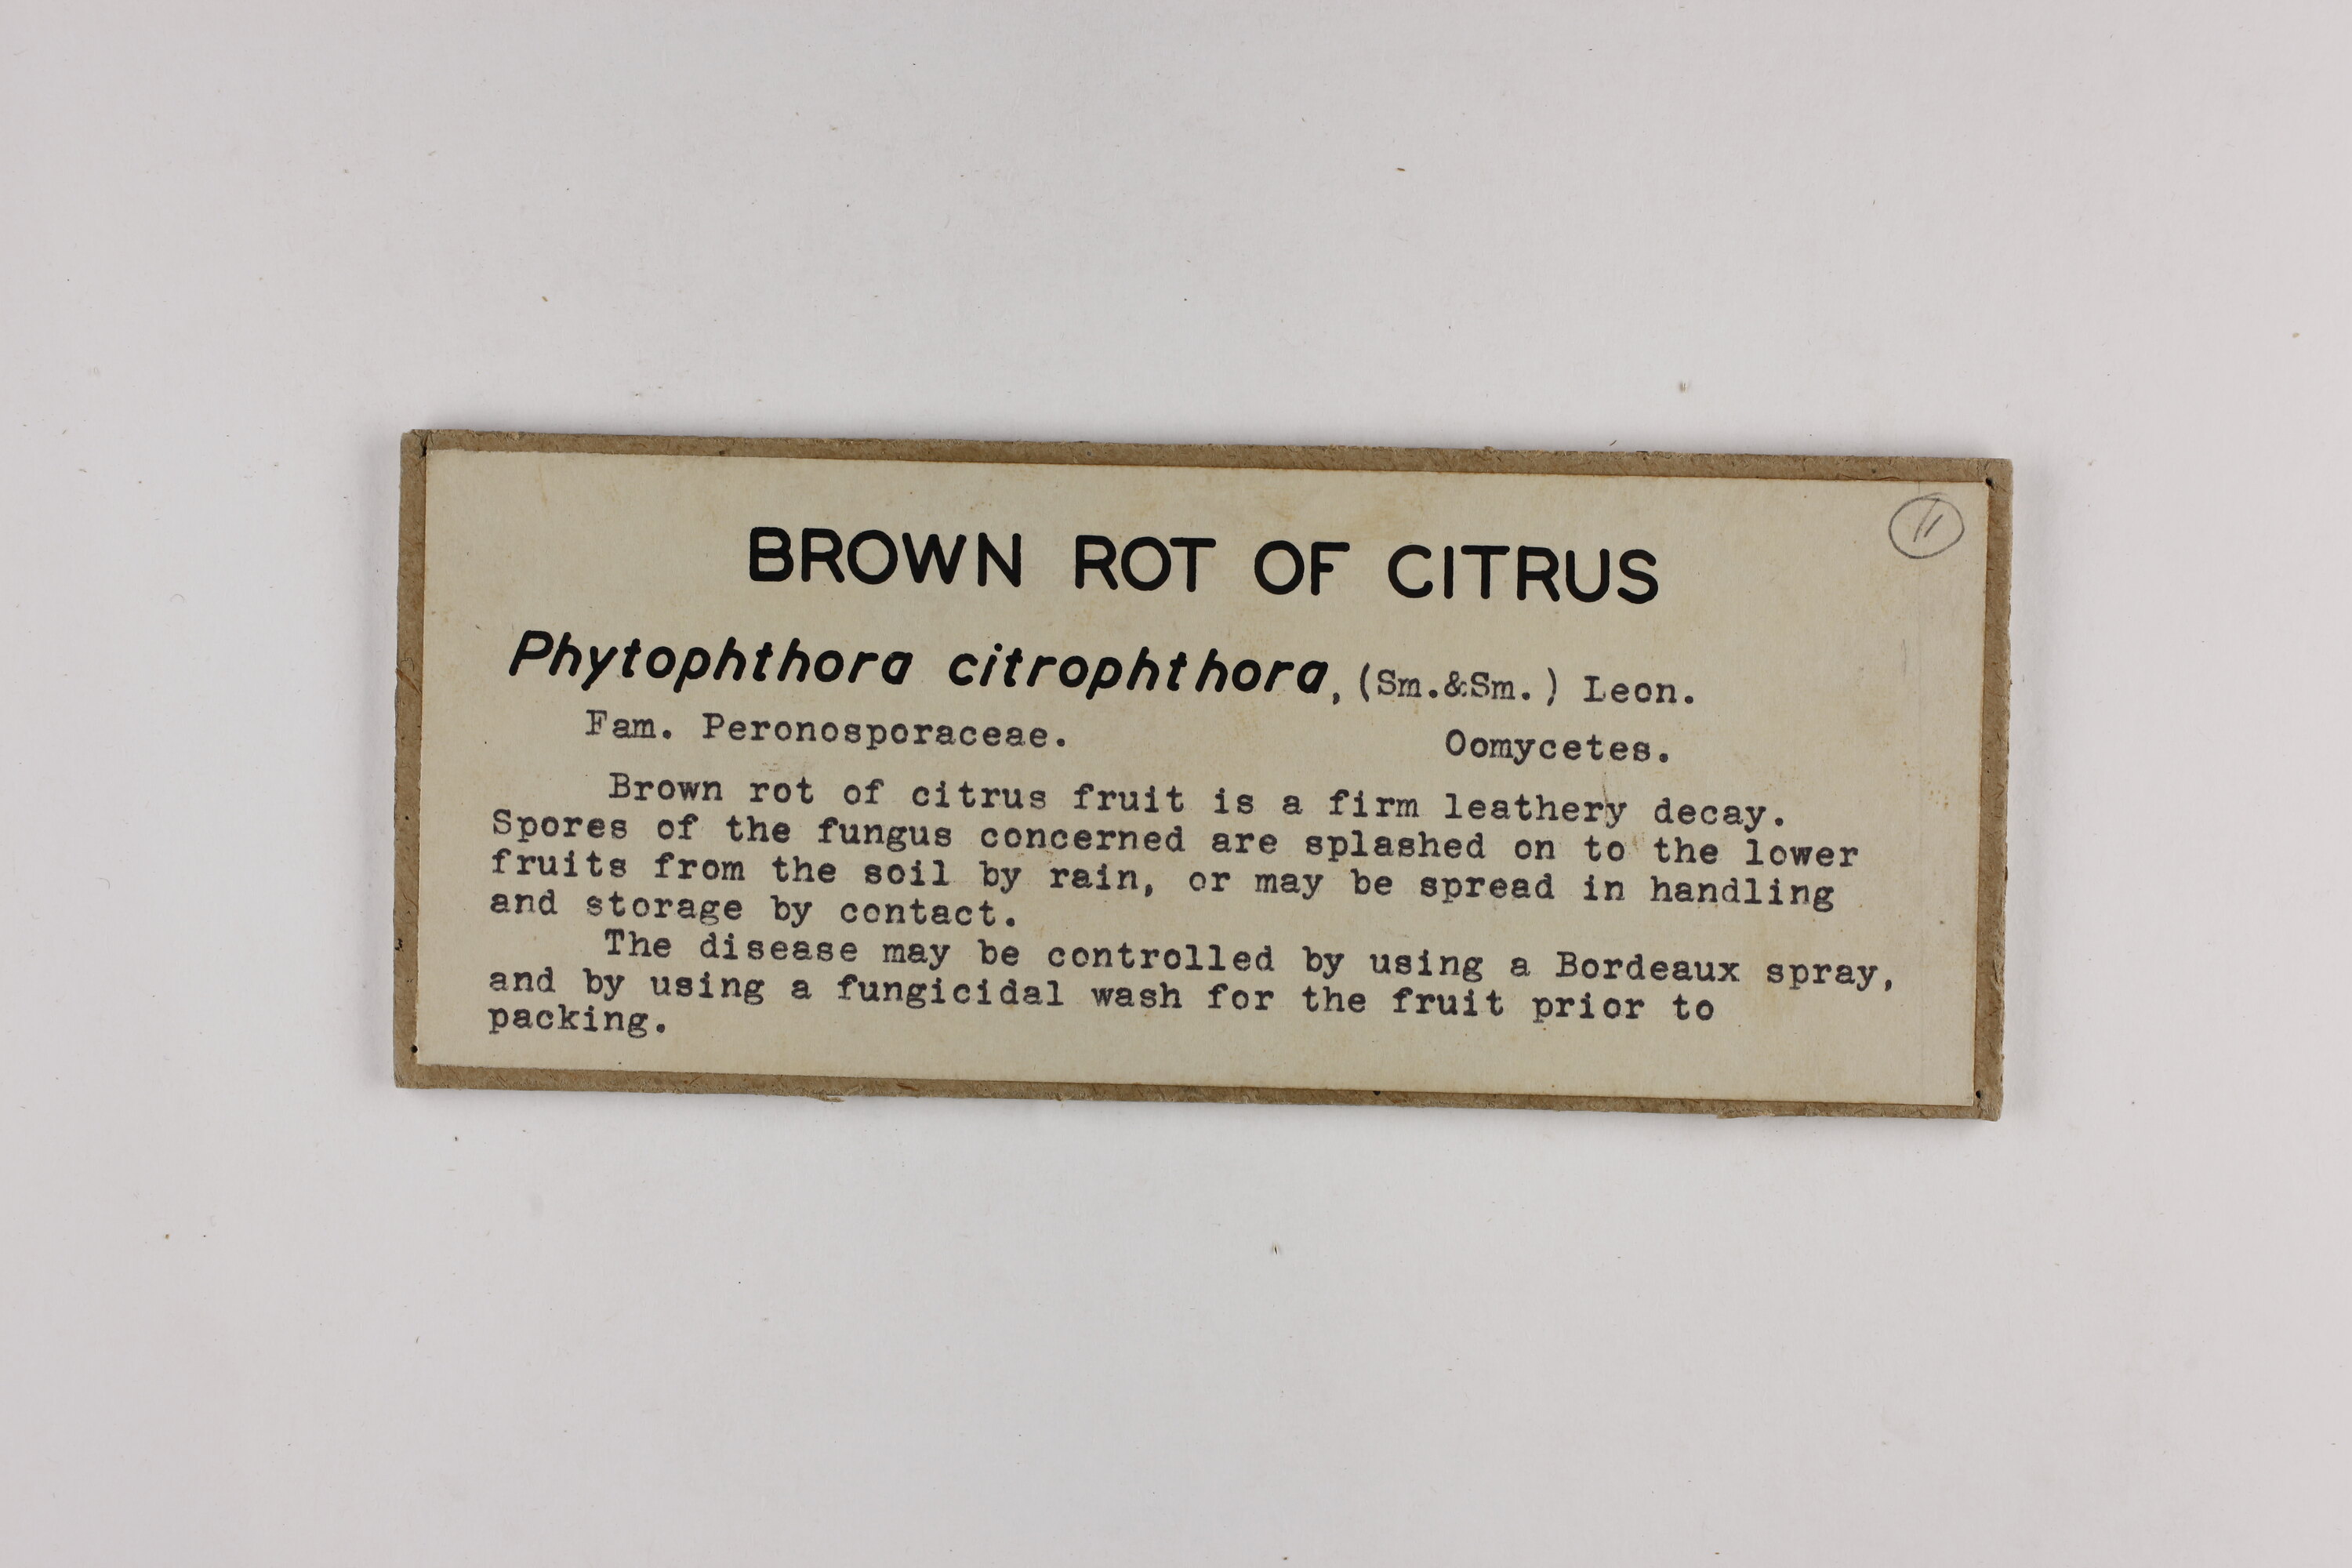 11
BROWN ROT OF CITRUS
Phytophthora citrophthora, (Sm.&Sm.) Leon.
Fam. Peronosporaceae. Oomycetes.
Brown rot of citrus fruit is a firm leathery decay.
Spores of the fungus concerned are splashed on to the lower
fruits from the soil by rain, or may be spread in handling
and storage by contact.
The disease may be controlled by using a Bordeaux spray,
and by using a fungicidal wash for the fruit prior to
packing.